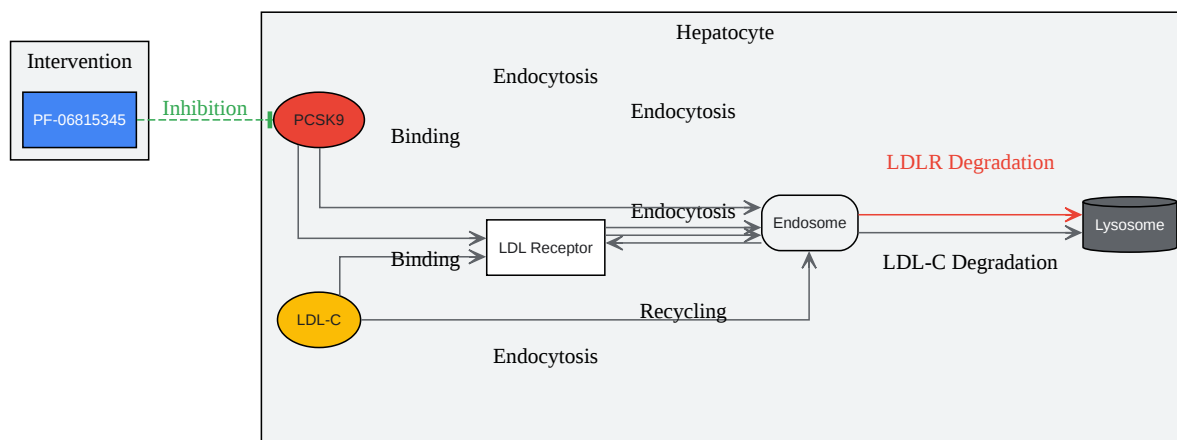 Hepatocyte
Intervention
Endocytosis
PF-06815345
Inhibition
PCSK9
Endocytosis
Binding
LDLR Degradation
Endocytosis
Endosome
Lysosome
LDL Receptor
Binding
LDL-C Degradation
LDL-C
Recycling
Endocytosis